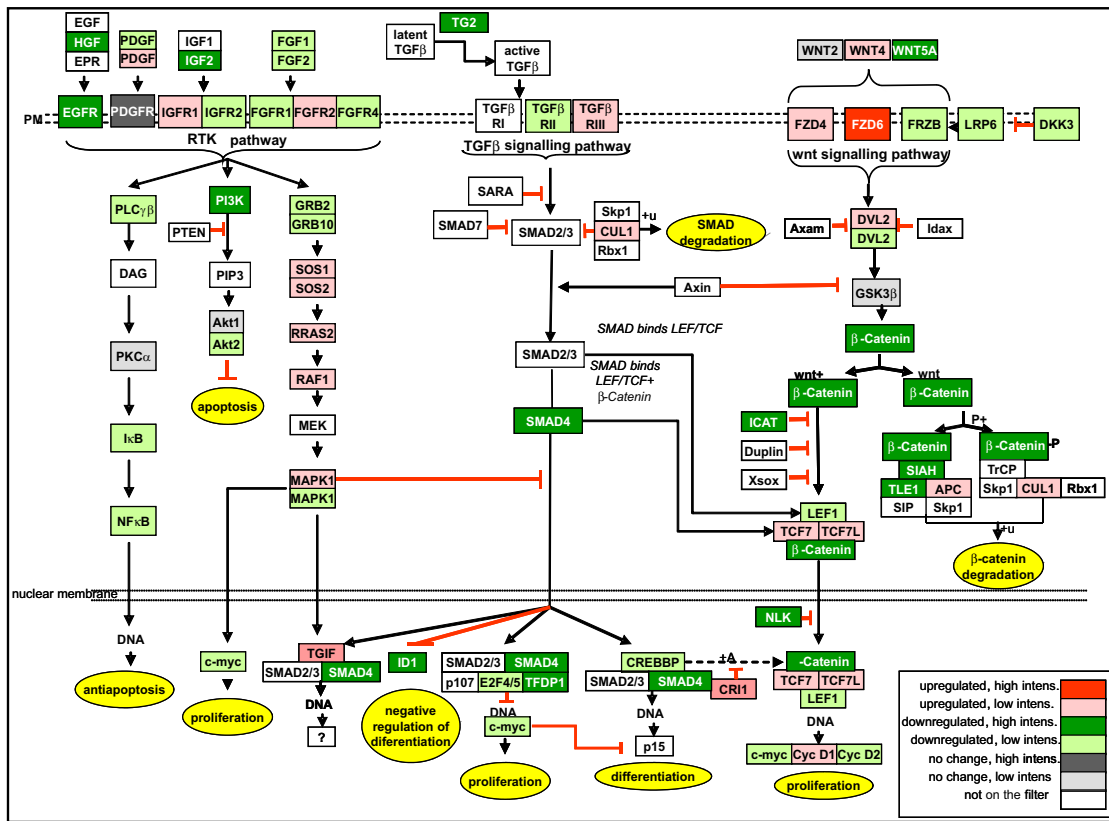 EGF
HGF
EPR
PDGF
PDGF
IGF1
IGF2
FGF1
FGF2
latent
TGFβ
TG2
active
TGFβ
WNT2
WNT4
WNT5A
PM
EGFR
PDGFR
IGFR1
IGFR2
FGFR1
FGFR2
FGFR4
TGFβ
RI
TGFβ
RII
TGFβ
RIII
FZD4
FZD6
FRZB
LRP6
DKK3
RTK pathway
TGFβ signalling pathway
wnt signalling pathway
PLCγβ
PI3K
PTEN
GRB2
GRB10
SARA
SMAD7
SMAD2/3
Skp1
CUL1
Rbx1
+u
SMAD
degradation
Axam
DVL2
DVL2
Idax
DAG
PIP3
SOS1
SOS2
Axin
GSK3β
PKCα
Akt1
Akt2
RRAS2
SMAD binds LEF/TCF
β-Catenin
RAF1
SMAD2/3
SMAD binds
LEF/TCF+
β-Catenin
wnt+
β-Catenin
wnt
β-Catenin
apoptosis
IκB
MEK
SMAD4
ICAT
Duplin
Xsox
P+
β-Catenin
SIAH
TLE1
APC
SIP
Skp1
β-Catenin
-P
TrCP
Skp1
CUL1
Rbx1
MAPK1
MAPK1
NFκB
LEF1
TCF7
TCF7L
β-Catenin
+u
β-catenin
degradation
nuclear membrane
NLK
DNA
c-myc
TGIF
SMAD2/3
SMAD4
ID1
SMAD2/3
SMAD4
p107
E2F4/5
TFDP1
CREBBP
SMAD2/3
SMAD4
CRI1
+A
-Catenin
TCF7
TCF7L
LEF1
antiapoptosis
proliferation
DNA
?
negative
regulation of
diferentiation
DNA
c-myc
DNA
p15
DNA
c-myc
Cyc D1
Cyc D2
proliferation
differentiation
proliferation
upregulated, high intens.
upregulated, low intens.
downregulated, high intens.
downregulated, low intens.
no change, high intens.
no change, low intens
not on the filter